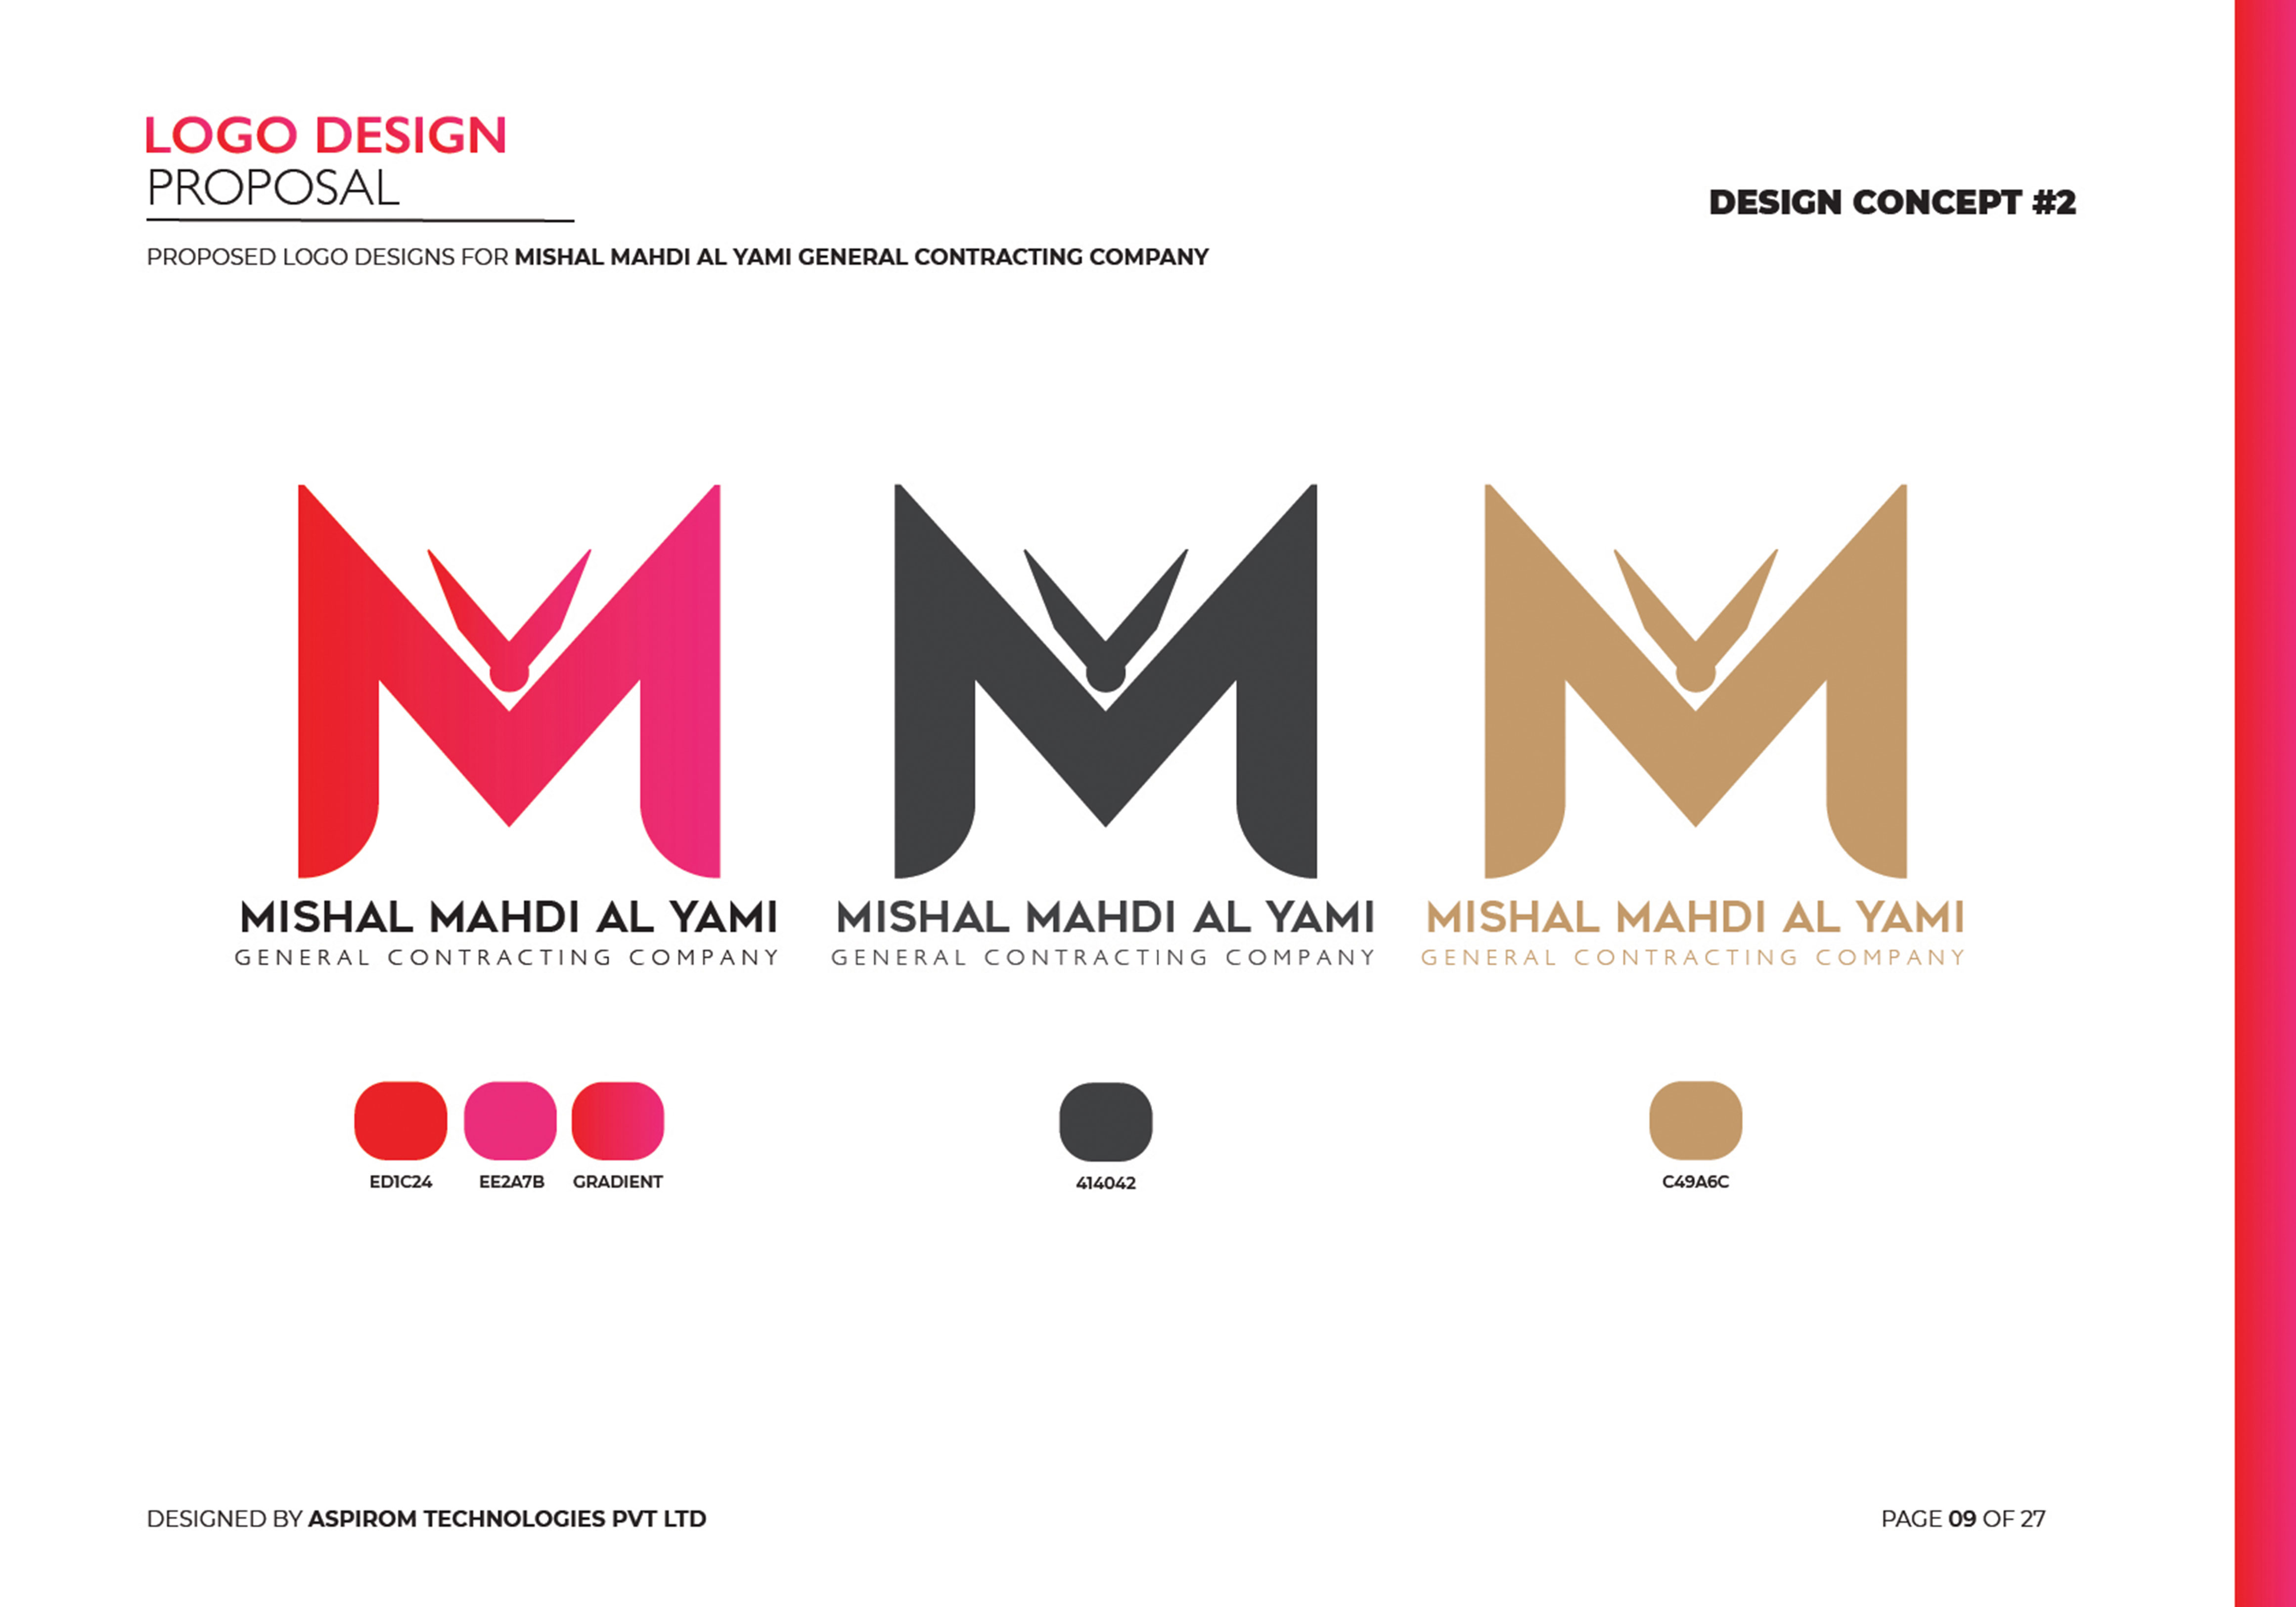 LOGO DESIGN
PROPOSAL
DESIGN CONCEPT #2
PROPOSED LOGO DESIGNS FOR MISHAL MAHDI AL YAMI GENERAL CONTRACTING COMPANY
MISHAL MAHDI AL YAMI
GENERAL CONTRACTING COMPANY
MISHAL MAHDI AL YAMI
GENERAL CONTRACTING COMPANY
MISHAL MAHDI AL YAMI
GENERAL CONTRACTING COMPANY
ED1C24
EE2A7B
GRADIENT
414042
C49A6C
DESIGNED BY ASPIROM TECHNOLOGIES PVT LTD
PAGE 09 OF 27